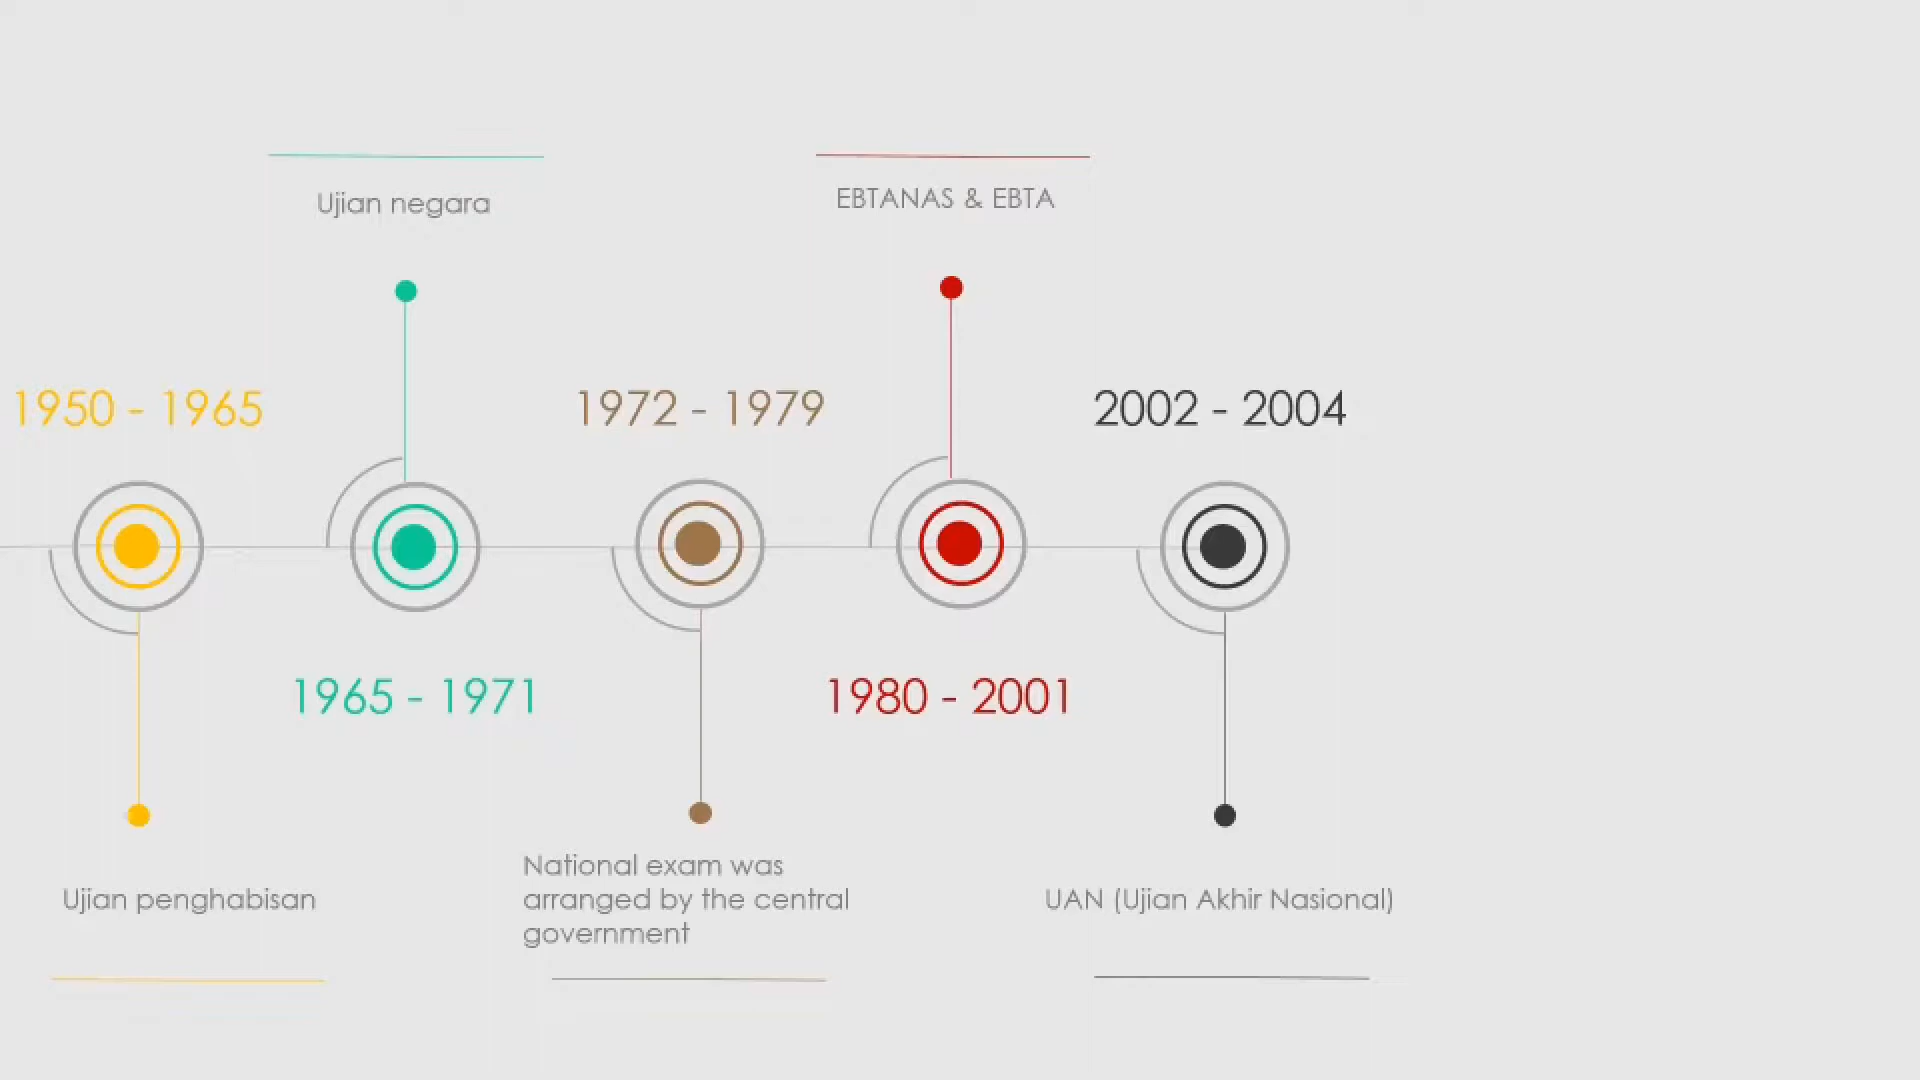 Ujian negara
EBTANAS & EBTA
1950 - 1965
1972 - 1979
2002 - 2004
1965 - 1971
1980 - 2001
Ujian penghabisan
National exam was
arranged by the central
government
UAN (Ujian Akhir Nasional)